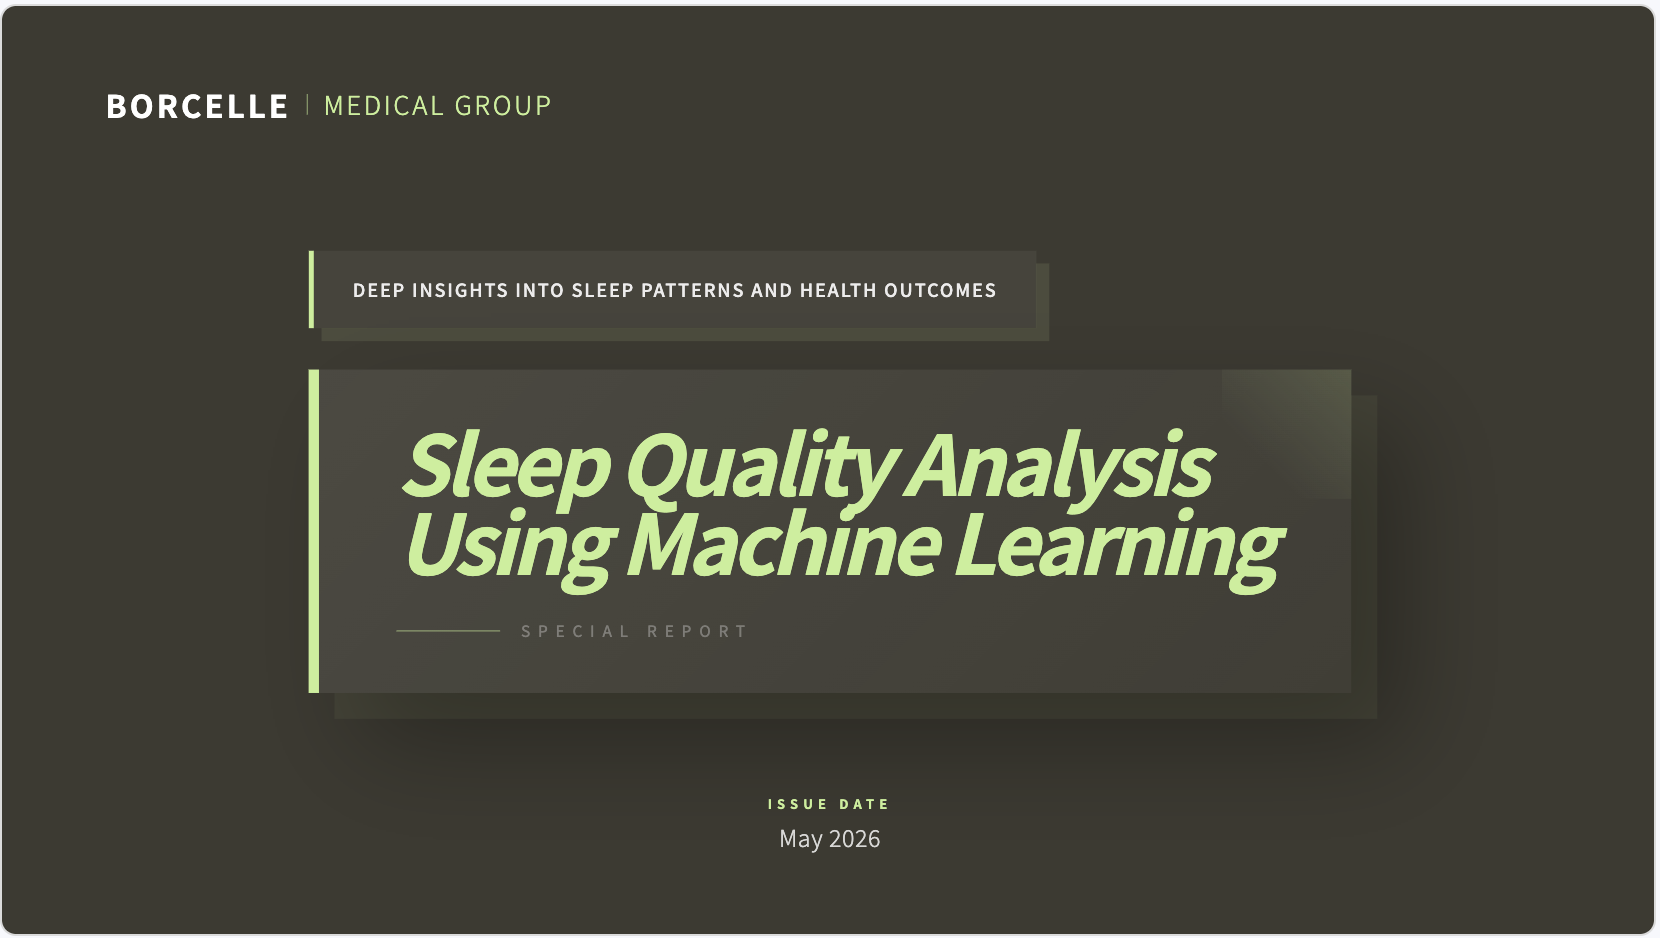 BORCELLE | MEDICAL GROUP
DEEP INSIGHTS INTO SLEEP PATTERNS AND HEALTH OUTCOMES
Sleep Quality Analysis
Using Machine Learning
SPECIAL REPORT
ISSUE DATE
May 2026